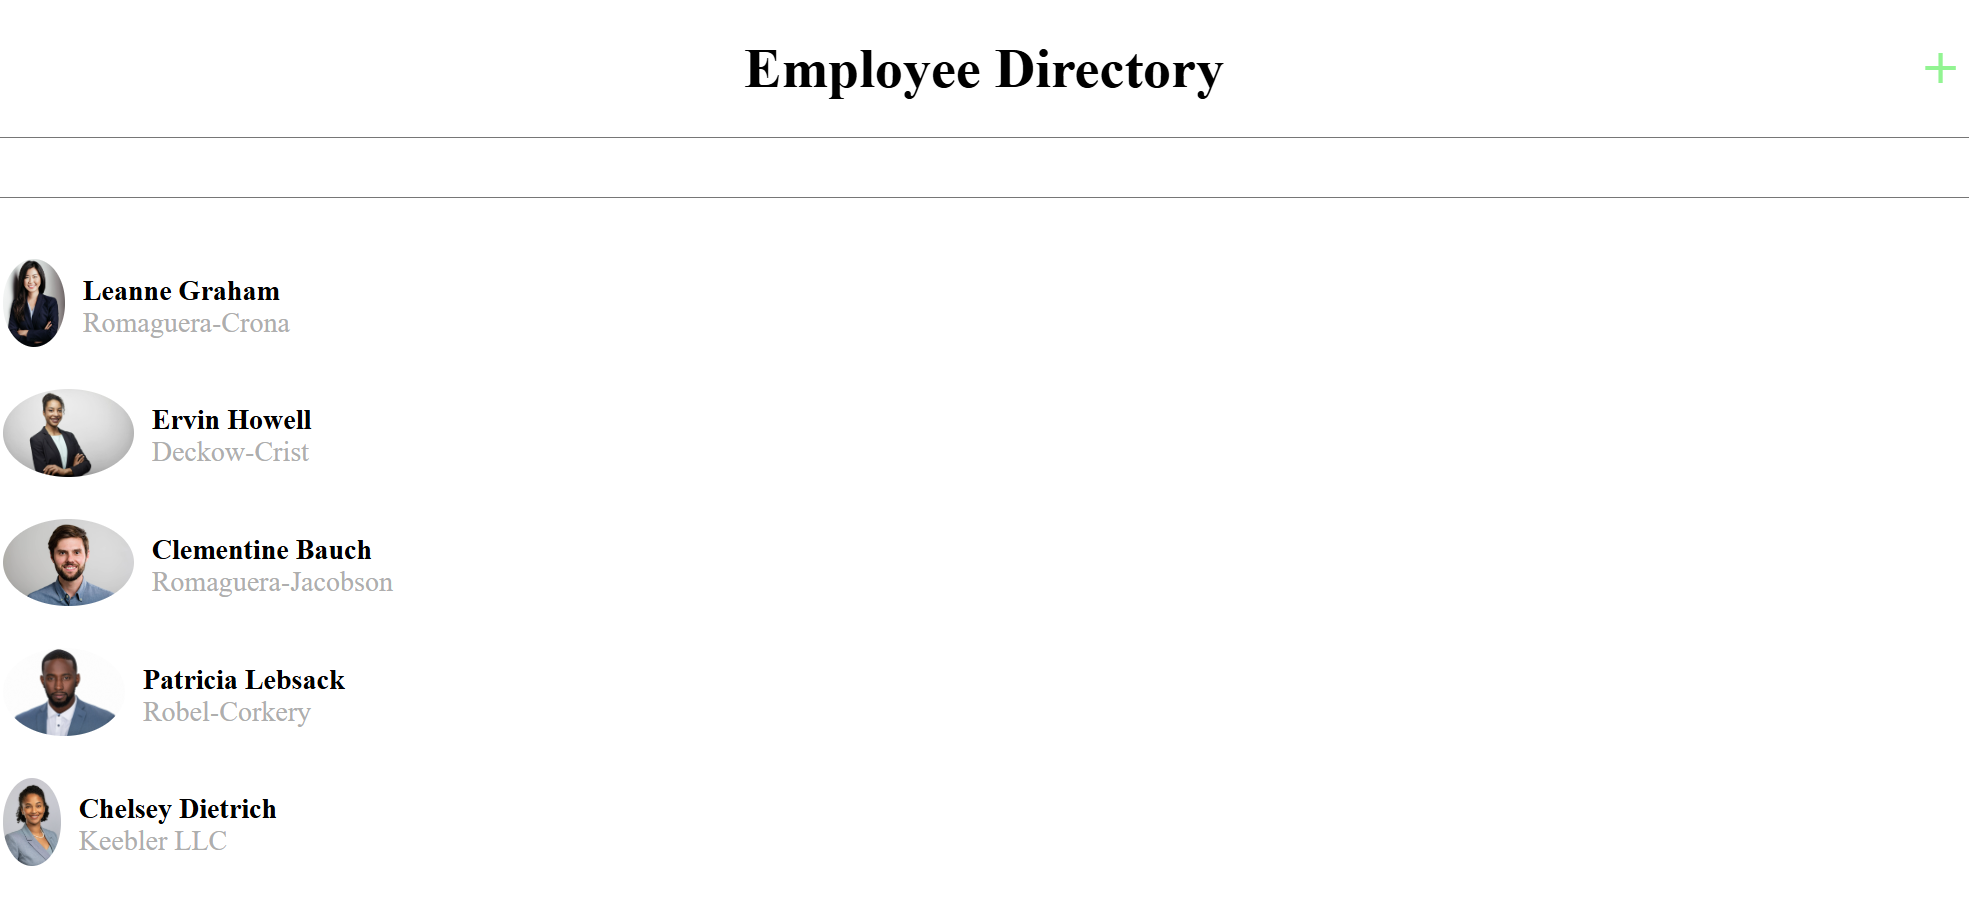 Employee Directory
+
Leanne Graham
Romaguera-Crona
Ervin Howell
Deckow-Crist
Clementine Bauch
Romaguera-Jacobson
Patricia Lebsack
Robel-Corkery
Chelsey Dietrich
Keebler LLC